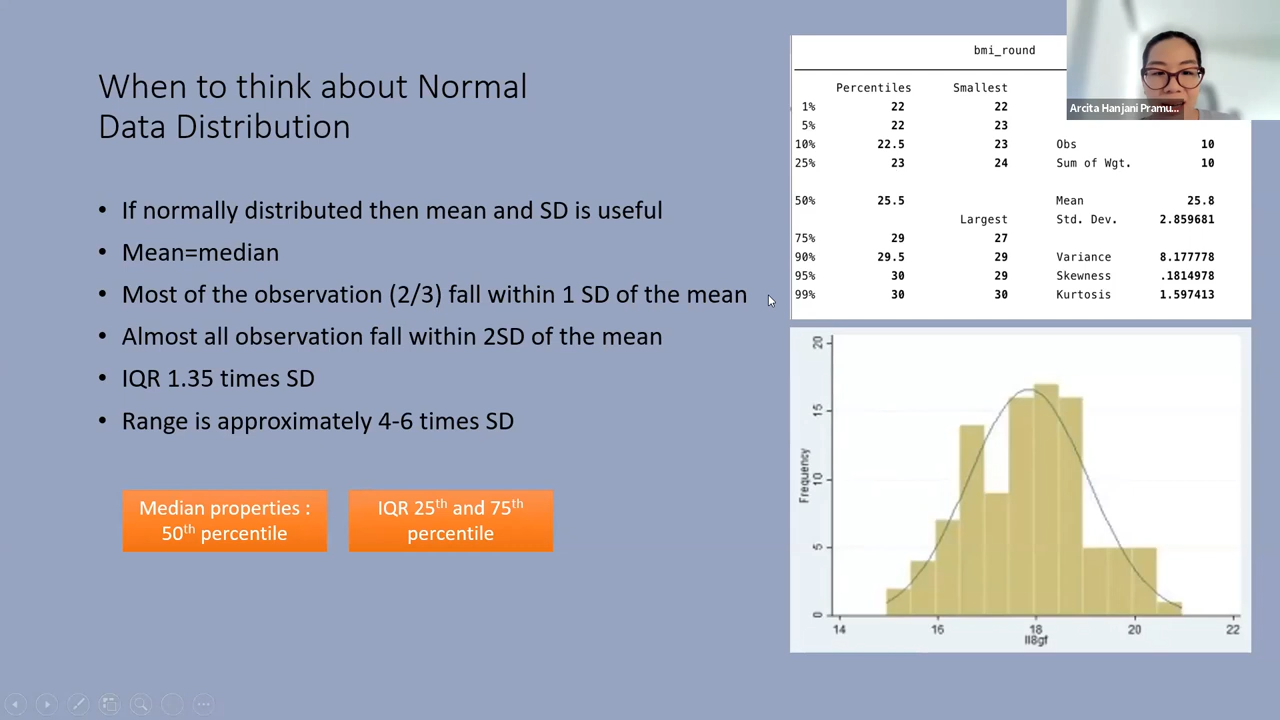 When to think about Normal
Data Distribution
• If normally distributed then mean and SD is useful
• Mean=median
• Most of the observation (2/3) fall within 1 SD of the mean
• Almost all observation fall within 2SD of the mean
• IQR 1.35 times SD
• Range is approximately 4-6 times SD
Median properties :
50th percentile
IQR 25th and 75th
percentile
bmi_round
Percentiles Smallest
1% 22 22
5% 22 23
10% 22.5 23 Obs 10
25% 23 24 Sum of Wgt. 10
50% 25.5 Mean 25.8
Largest Std. Dev. 2.859681
75% 29 27
90% 29.5 29 Variance 8.177778
95% 30 29 Skewness .1814978
99% 30 30 Kurtosis 1.597413
Arcita Hanjani Pramu...
20
15
10
5
0
Frequency
14 16 18 20 22
ll8gf